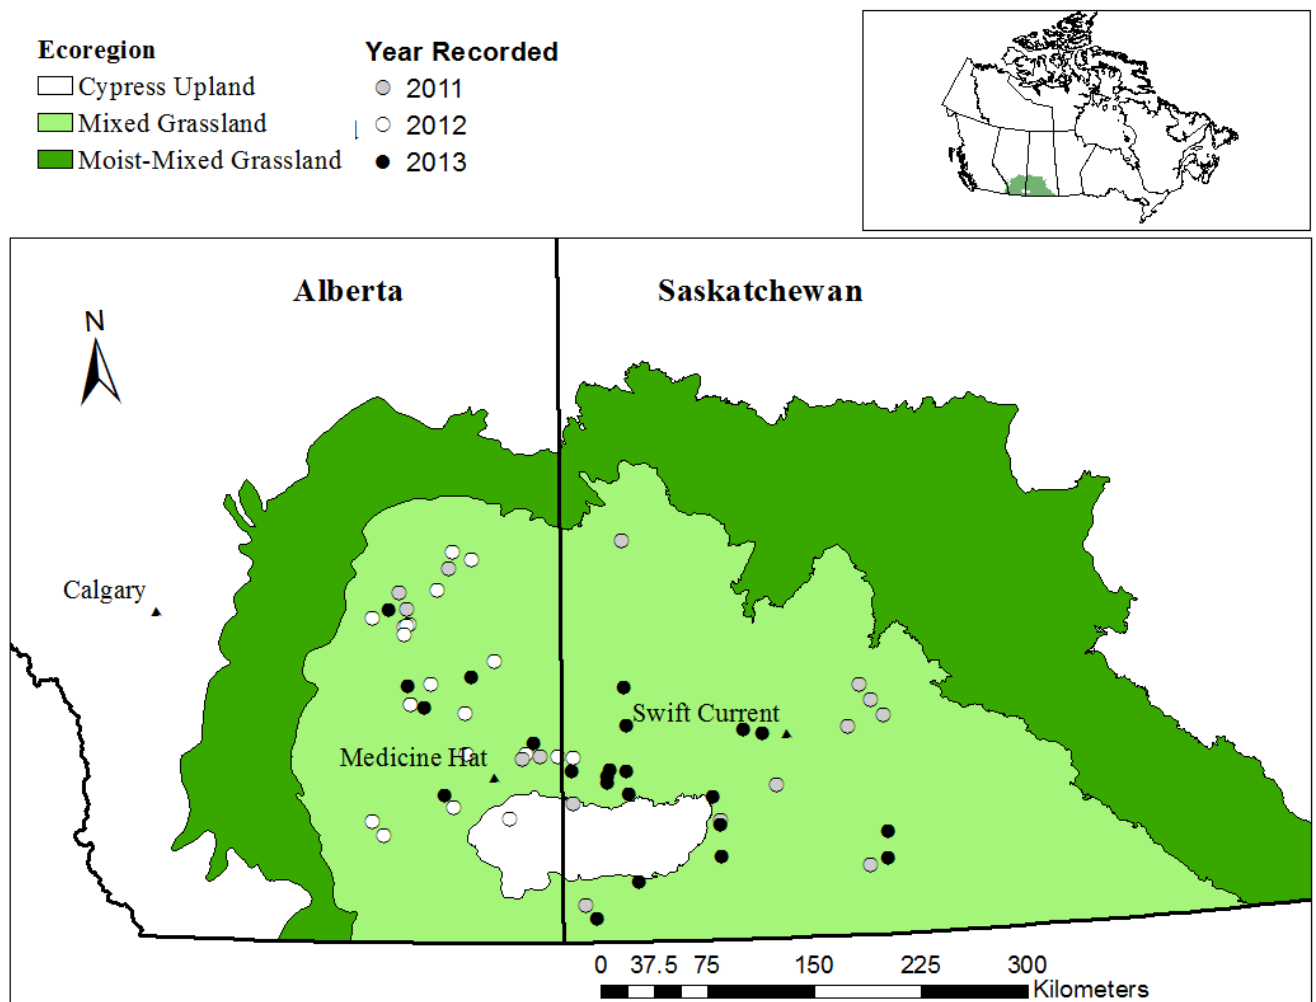 Ecoregion
Cypress Upland
Mixed Grassland
Moist-Mixed Grassland
Year Recorded
2011
2012
2013
Alberta
Saskatchewan
N
Calgary
Swift Current
Medicine Hat
0 37.5 75 150 225 300
Kilometers